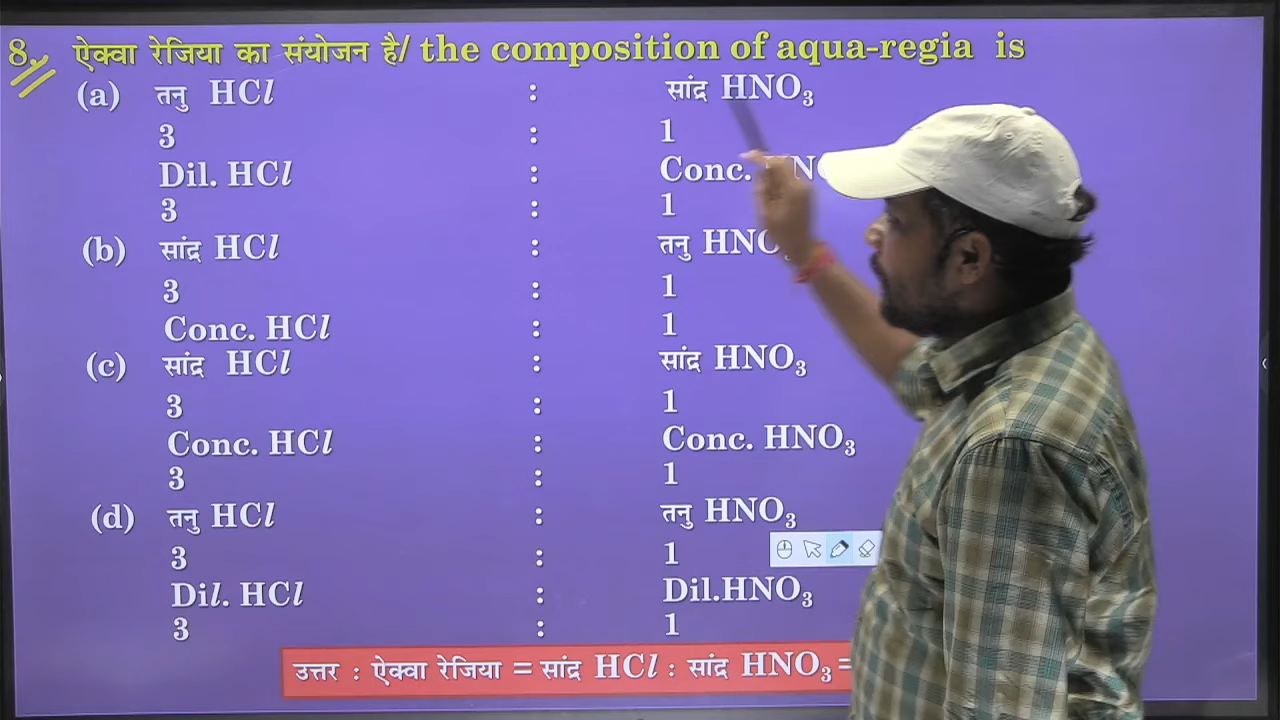 8. ऐक्वा रेजिया का संयोजन है/ the composition of aqua-regia is
(a) तनु HCl : सांद्र HNO₃
3 : 1
Dil. HCl : Conc.
3 : 1
(b) सांद्र HCl : तनु HNO
3 : 1
Conc. HCl : 1
(c) सांद्र HCl : सांद्र HNO₃
3 : 1
Conc. HCl : Conc. HNO₃
3 : 1
(d) तनु HCl : तनु HNO₃
3 : 1
Dil. HCl : Dil.HNO₃
3 : 1
उत्तर : ऐक्वा रेजिया = सांद्र HCl : सांद्र HNO₃ =